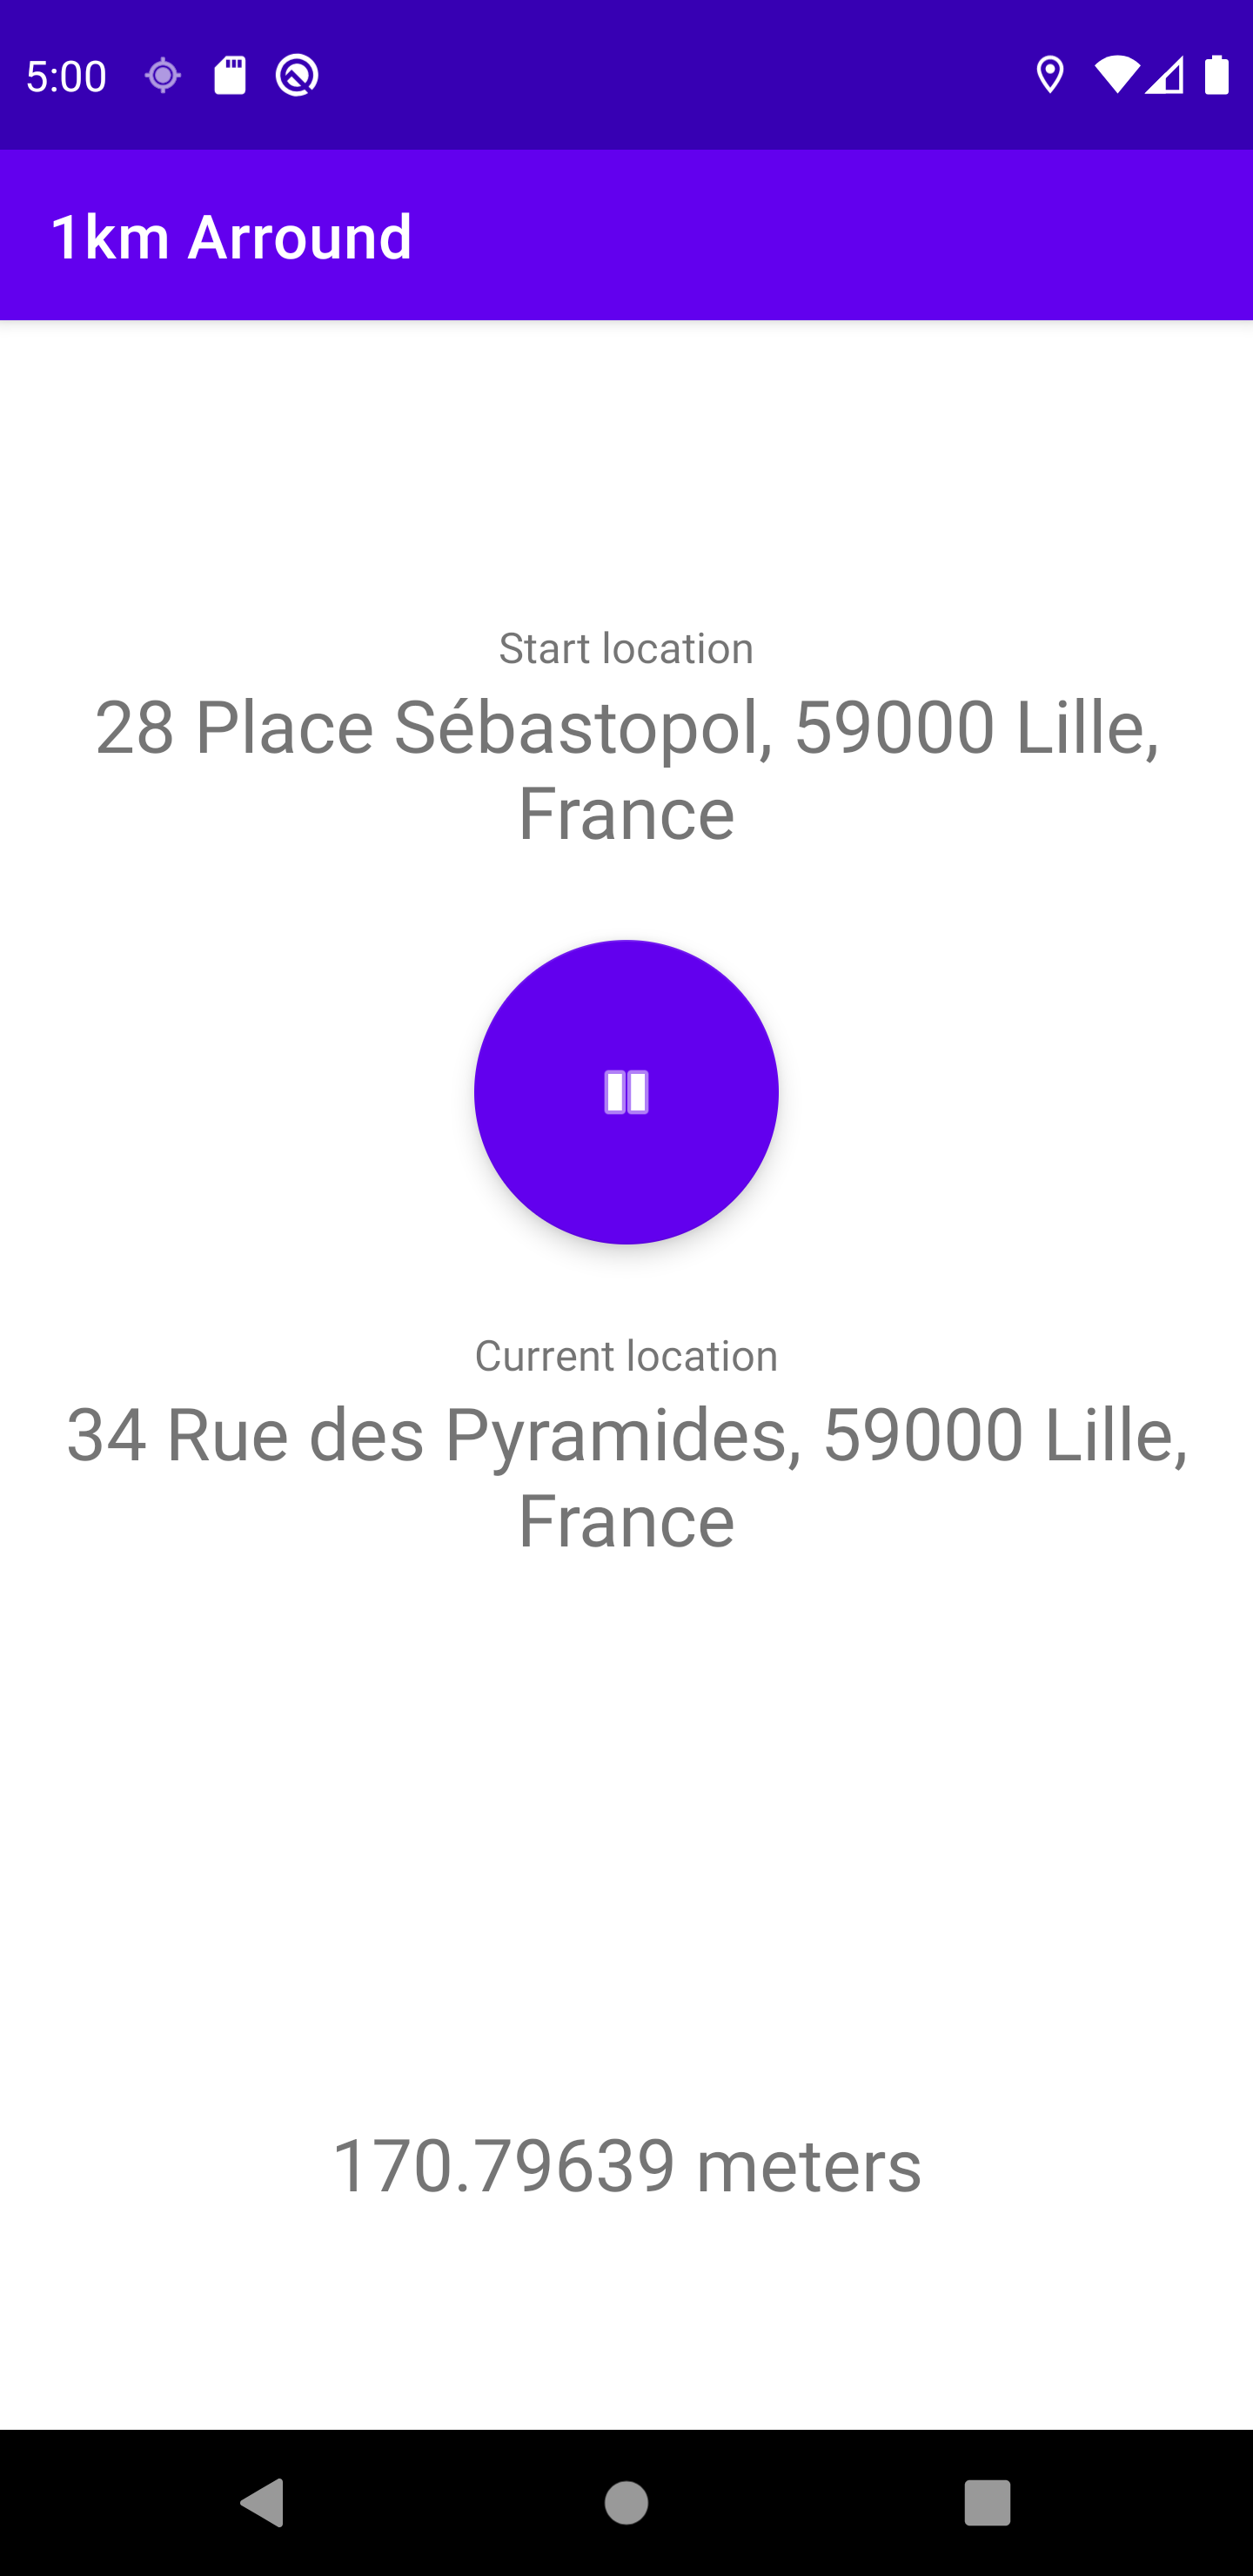 5:00
1km Arround
Start location
28 Place Sébastopol, 59000 Lille,
France
Current location
34 Rue des Pyramides, 59000 Lille,
France
170.79639 meters